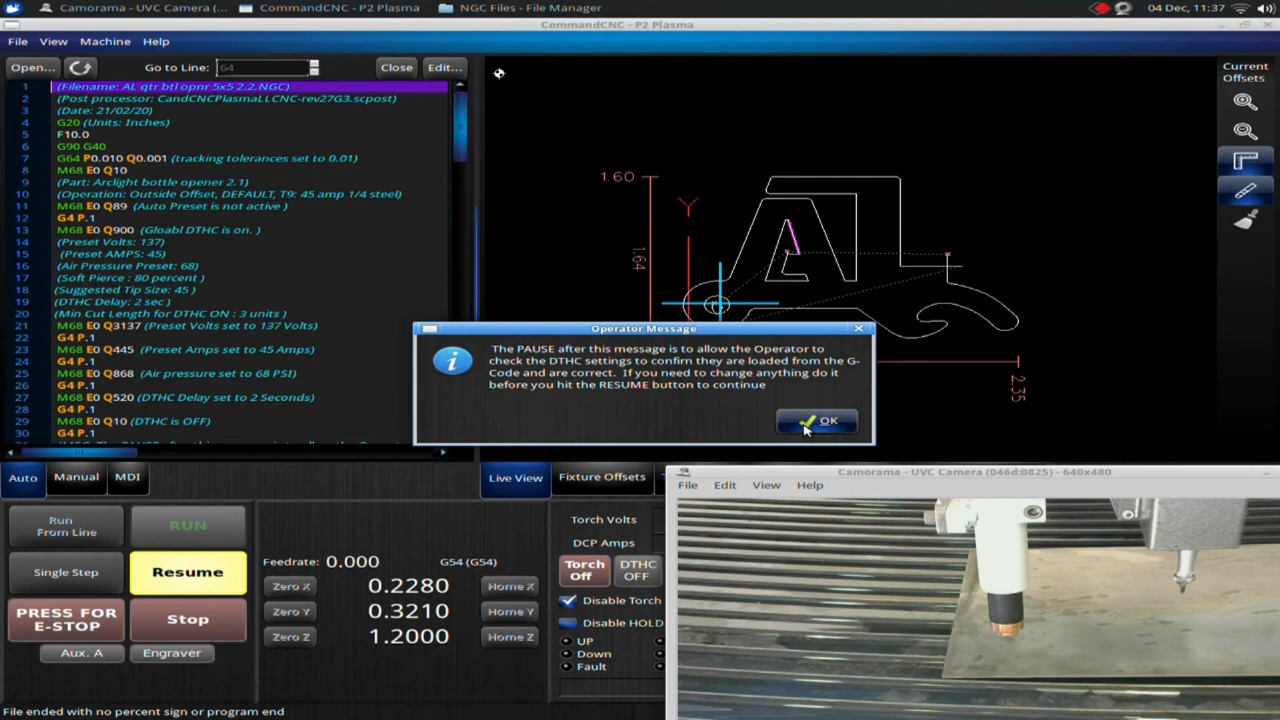 Camorama - UVC Camera (...
CommandCNC - P2 Plasma
NGC Files - File Manager
04 Dec, 11:37
CommandCNC - P2 Plasma
File View Machine Help
Open... Go to Line: 64 Close Edit...
1 (Filename: AL qtr btl opnr 5x5 2.2.NGC)
2 (Post processor: CandCNCPlasmaLLCNC-rev27G3.scpost)
3 (Date: 21/02/20)
4 G20 (Units: Inches)
5 F10.0
6 G90 G40
7 G64 P0.010 Q0.001 (tracking tolerances set to 0.01)
8 M68 E0 Q10
9 (Part: Arclight bottle opener 2.1)
10 (Operation: Outside Offset, DEFAULT, T9: 45 amp 1/4 steel)
11 M68 E0 Q89 (Auto Preset is not active )
12 G4 P.1
13 M68 E0 Q900 (Gloabl DTHC is on. )
14 (Preset Volts: 137)
15 (Preset AMPS: 45)
16 (Air Pressure Preset: 68)
17 (Soft Pierce : 80 percent )
18 (Suggested Tip Size: 45 )
19 (DTHC Delay: 2 sec )
20 (Min Cut Length for DTHC ON : 3 units )
21 M68 E0 Q3137 (Preset Volts set to 137 Volts)
22 G4 P.1
23 M68 E0 Q445 (Preset Amps set to 45 Amps)
24 G4 P.1
25 M68 E0 Q868 (Air pressure set to 68 PSI)
26 G4 P.1
27 M68 E0 Q520 (DTHC Delay set to 2 Seconds)
28 G4 P.1
29 M68 E0 Q10 (DTHC is OFF)
30 G4 P.1
Current
Offsets
1.60
Y
1.64
2.35
Operator Message
The PAUSE after this message is to allow the Operator to
check the DTHC settings to confirm they are loaded from the G-
Code and are correct. If you need to change anything do it
before you hit the RESUME button to continue
OK
Auto Manual MDI
Live View Fixture Offsets
Run
From Line
RUN
Single Step
Resume
PRESS FOR
E-STOP
Stop
Aux. A
Engraver
Feedrate: 0.000 G54 (G54)
Zero X 0.2280 Home X
Zero Y 0.3210 Home Y
Zero Z 1.2000 Home Z
Torch Volts
DCP Amps
Torch
Off
DTHC
OFF
Disable Torch
Disable HOLD
UP
Down
Fault
Camorama - UVC Camera (046d:0825) - 640x480
File Edit View Help
File ended with no percent sign or program end